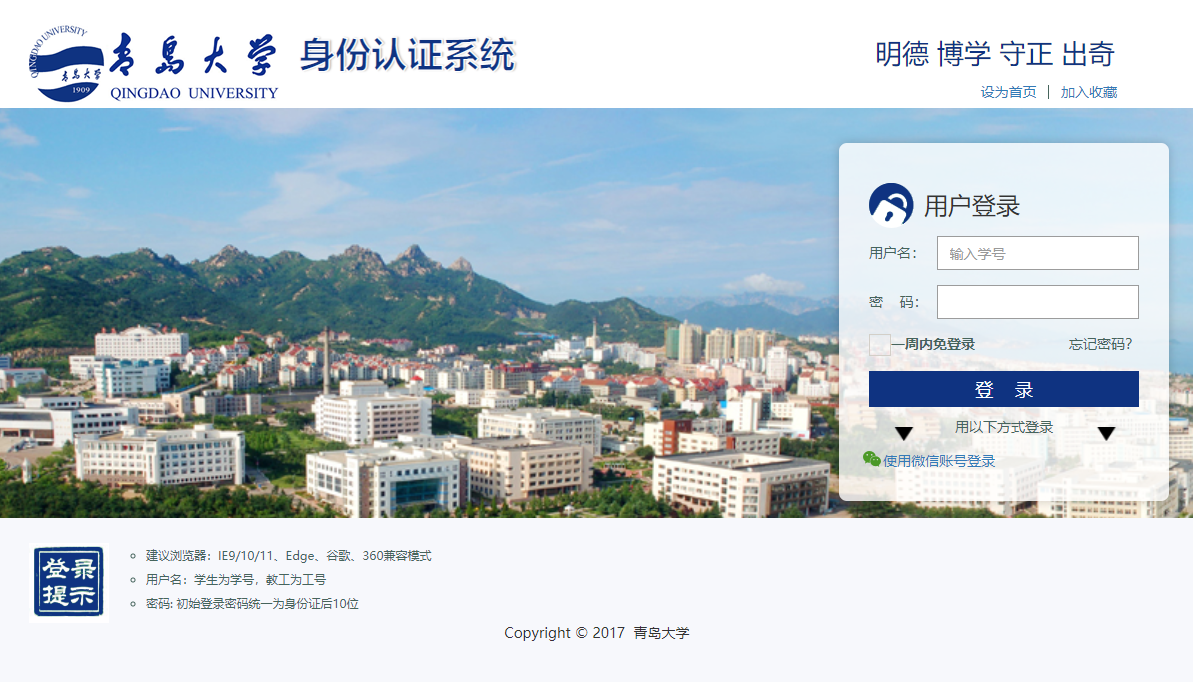 QINGDAO UNIVERSITY
青岛大学
1909
青岛大学
QINGDAO UNIVERSITY
身份认证系统
明德 博学 守正 出奇
设为首页 | 加入收藏
用户登录
用户名： 输入学号
密 码：
一周内免登录 忘记密码?
登 录
用以下方式登录
使用微信账号登录
登录
提示
建议浏览器：IE9/10/11、Edge、谷歌、360兼容模式
用户名：学生为学号，教工为工号
密码: 初始登录密码统一为身份证后10位
Copyright © 2017 青岛大学